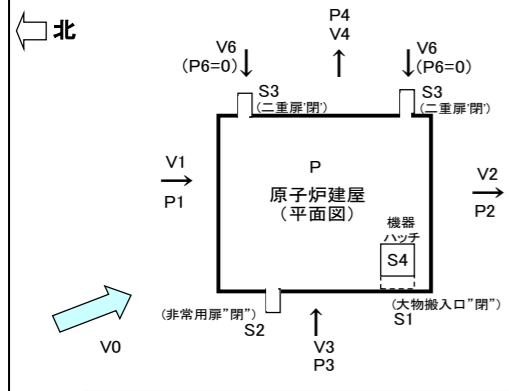 北
P4
V4
V6
(P6=0)
V6
(P6=0)
S3
(二重扉'閉')
S3
(二重扉'閉')
V1
P1
P
原子炉建屋
(平面図)
V2
P2
機器
ハッチ
S4
(非常用扉"閉")
S2
(大物搬入口"閉")
S1
V0
V3
P3